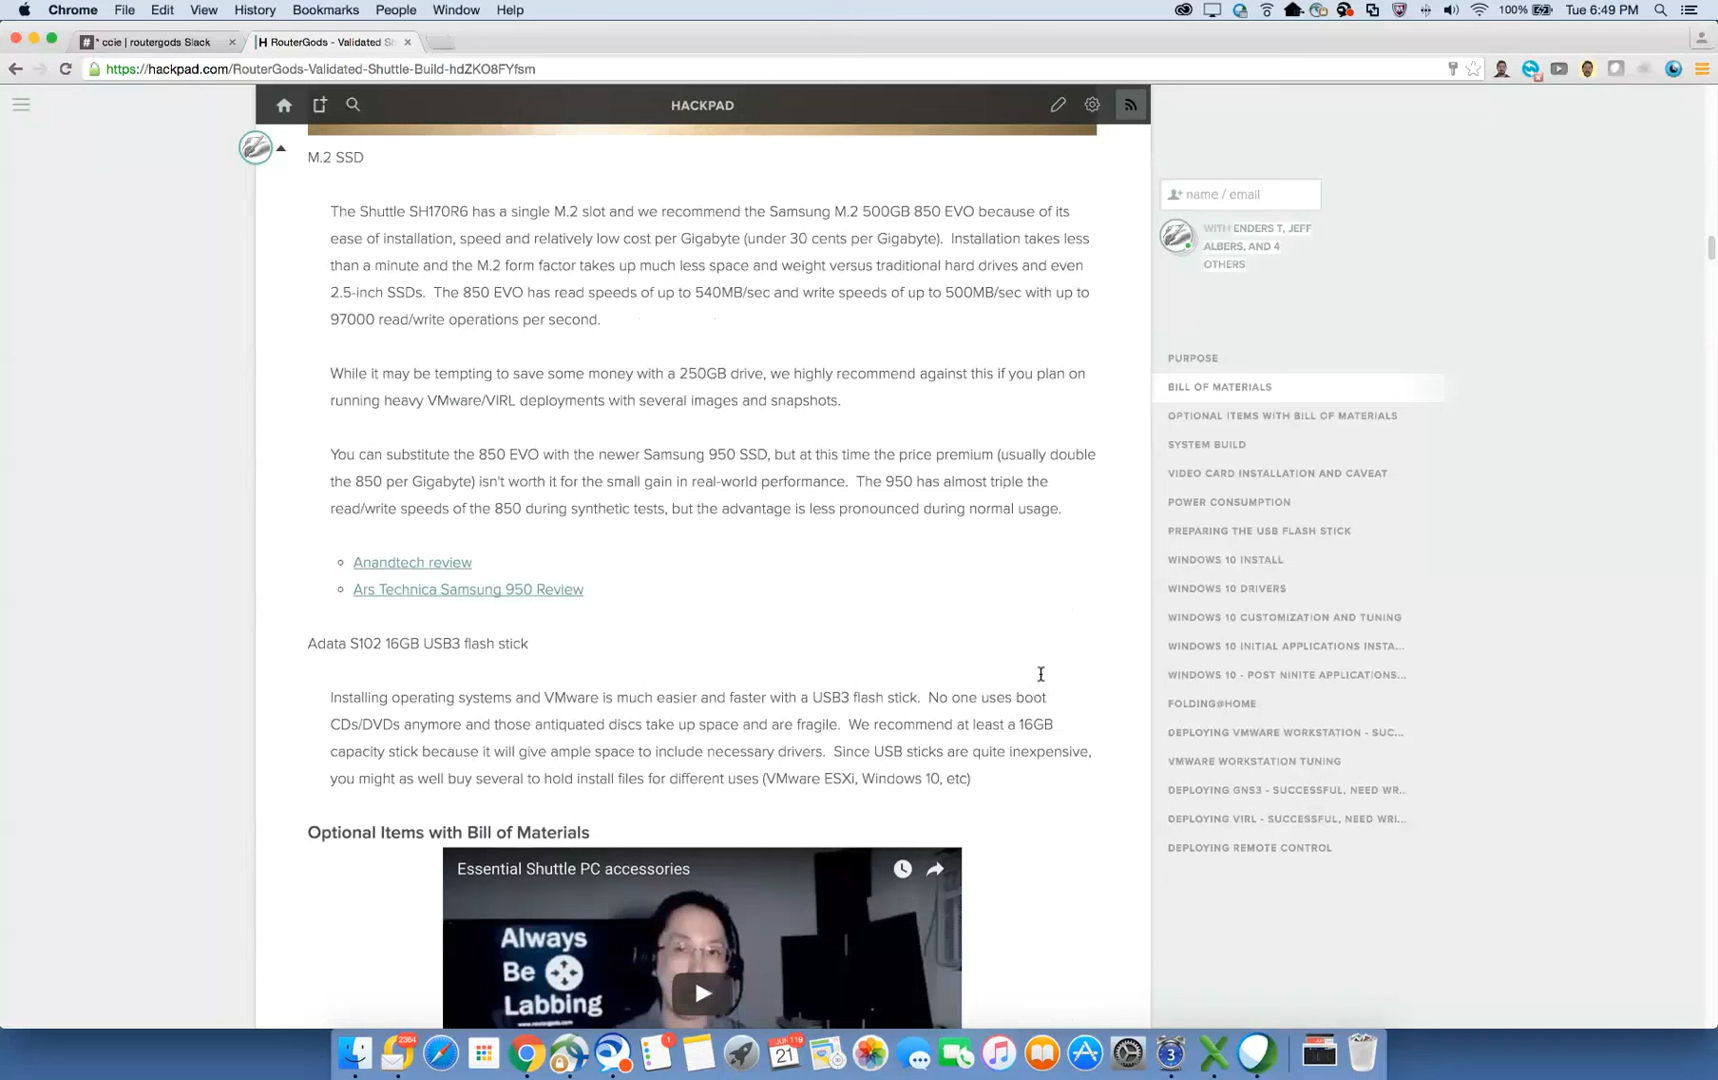 Chrome File Edit View History Bookmarks People Window Help 100% Tue 6:49 PM
* ccie | routergods Slack × H RouterGods - Validated Sh ×
https://hackpad.com/RouterGods-Validated-Shuttle-Build-hdZKO8FYfsm
HACKPAD
M.2 SSD
The Shuttle SH170R6 has a single M.2 slot and we recommend the Samsung M.2 500GB 850 EVO because of its
ease of installation, speed and relatively low cost per Gigabyte (under 30 cents per Gigabyte). Installation takes less
than a minute and the M.2 form factor takes up much less space and weight versus traditional hard drives and even
2.5-inch SSDs. The 850 EVO has read speeds of up to 540MB/sec and write speeds of up to 500MB/sec with up to
97000 read/write operations per second.
While it may be tempting to save some money with a 250GB drive, we highly recommend against this if you plan on
running heavy VMware/VIRL deployments with several images and snapshots.
You can substitute the 850 EVO with the newer Samsung 950 SSD, but at this time the price premium (usually double
the 850 per Gigabyte) isn't worth it for the small gain in real-world performance. The 950 has almost triple the
read/write speeds of the 850 during synthetic tests, but the advantage is less pronounced during normal usage.
Anandtech review
Ars Technica Samsung 950 Review
Adata S102 16GB USB3 flash stick
Installing operating systems and VMware is much easier and faster with a USB3 flash stick. No one uses boot
CDs/DVDs anymore and those antiquated discs take up space and are fragile. We recommend at least a 16GB
capacity stick because it will give ample space to include necessary drivers. Since USB sticks are quite inexpensive,
you might as well buy several to hold install files for different uses (VMware ESXi, Windows 10, etc)
Optional Items with Bill of Materials
Essential Shuttle PC accessories
Always
Be
Labbing
www.routergods.com
name / email
WITH ENDERS T, JEFF
ALBERS, AND 4
OTHERS
PURPOSE
BILL OF MATERIALS
OPTIONAL ITEMS WITH BILL OF MATERIALS
SYSTEM BUILD
VIDEO CARD INSTALLATION AND CAVEAT
POWER CONSUMPTION
PREPARING THE USB FLASH STICK
WINDOWS 10 INSTALL
WINDOWS 10 DRIVERS
WINDOWS 10 CUSTOMIZATION AND TUNING
WINDOWS 10 INITIAL APPLICATIONS INSTA...
WINDOWS 10 - POST NINITE APPLICATIONS...
FOLDING@HOME
DEPLOYING VMWARE WORKSTATION - SUC...
VMWARE WORKSTATION TUNING
DEPLOYING GNS3 - SUCCESSFUL, NEED WR...
DEPLOYING VIRL - SUCCESSFUL, NEED WRI...
DEPLOYING REMOTE CONTROL
2364 1 JUN 119 21 3